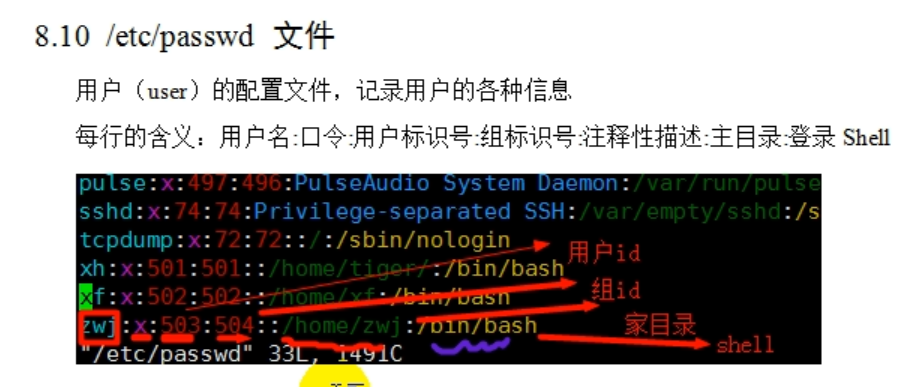 8.10 /etc/passwd 文件
用户（user）的配置文件，记录用户的各种信息
每行的含义：用户名:口令:用户标识号:组标识号:注释性描述:主目录:登录 Shell
pulse:x:497:496:PulseAudio System Daemon:/var/run/pulse
sshd:x:74:74:Privilege-separated SSH:/var/empty/sshd:/s
tcpdump:x:72:72::/:/sbin/nologin
用户id
xh:x:501:501::/home/tiger/:/bin/bash
组id
xf:x:502:502::/home/xf:/bin/bash
zwj:x:503:504::/home/zwj:/bin/bash
家目录
shell
"/etc/passwd" 33L, 1491C